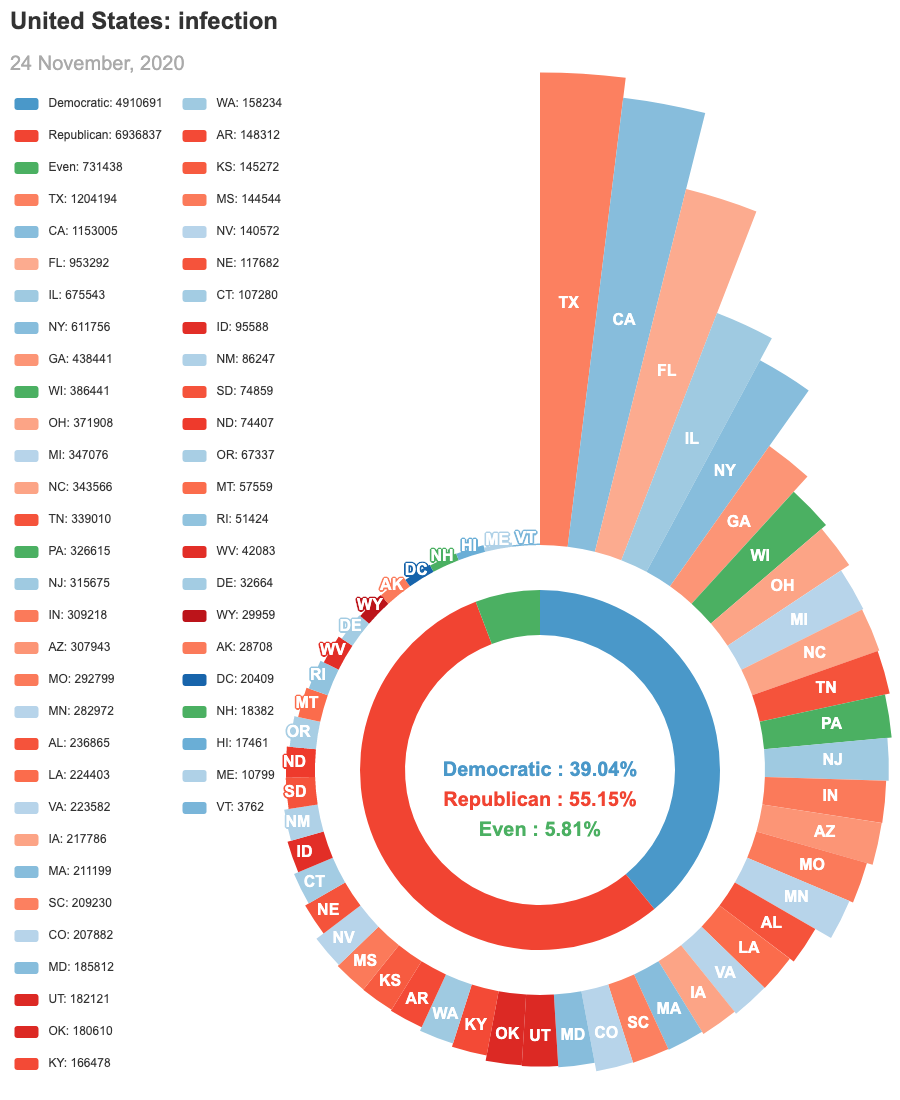 United States: infection
24 November, 2020
Democratic: 4910691
Republican: 6936837
Even: 731438
TX: 1204194
CA: 1153005
FL: 953292
IL: 675543
NY: 611756
GA: 438441
WI: 386441
OH: 371908
MI: 347076
NC: 343566
TN: 339010
PA: 326615
NJ: 315675
IN: 309218
AZ: 307943
MO: 292799
MN: 282972
AL: 236865
LA: 224403
VA: 223582
IA: 217786
MA: 211199
SC: 209230
CO: 207882
MD: 185812
UT: 182121
OK: 180610
KY: 166478
WA: 158234
AR: 148312
KS: 145272
MS: 144544
NV: 140572
NE: 117682
CT: 107280
ID: 95588
NM: 86247
SD: 74859
ND: 74407
OR: 67337
MT: 57559
RI: 51424
WV: 42083
DE: 32664
WY: 29959
AK: 28708
DC: 20409
NH: 18382
HI: 17461
ME: 10799
VT: 3762
TX
CA
FL
IL
NY
GA
WI
OH
MI
NC
TN
PA
NJ
IN
AZ
MO
MN
AL
LA
VA
IA
MA
SC
CO
MD
UT
OK
KY
WA
AR
KS
MS
NV
NE
CT
ID
NM
SD
ND
OR
MT
RI
WV
DE
WY
AK
DC
NH
HI
ME
VT
Democratic : 39.04%
Republican : 55.15%
Even : 5.81%